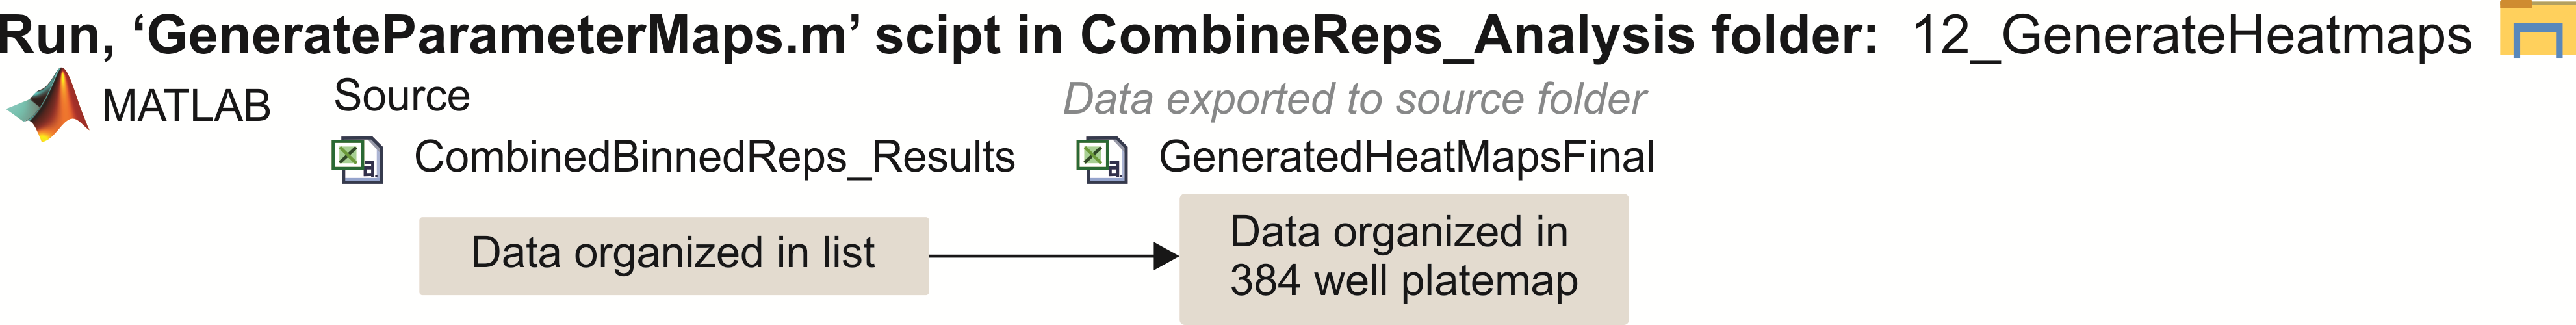 Run, ‘GenerateParameterMaps.m’ scipt in CombineReps_Analysis folder: 12_GenerateHeatmaps
MATLAB
Source
Data exported to source folder
CombinedBinnedReps_Results
GeneratedHeatMapsFinal
Data organized in list
Data organized in
384 well platemap